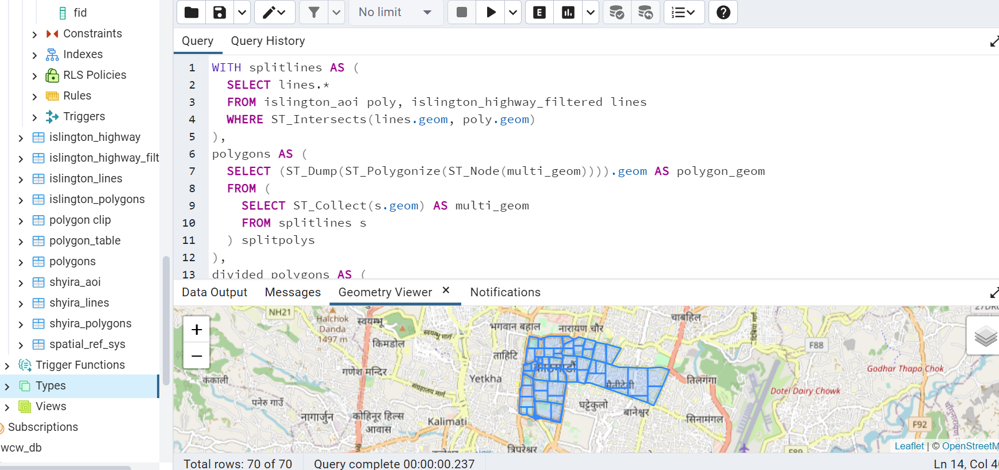 fid
Constraints
Indexes
RLS Policies
Rules
Triggers
islington_highway
islington_highway_filt
islington_lines
islington_polygons
polygon clip
polygon_table
polygons
shyira_aoi
shyira_lines
shyira_polygons
spatial_ref_sys
Trigger Functions
Types
Views
Subscriptions
wcw_db
No limit
E
Query
Query History
1 WITH splitlines AS (
2 SELECT lines.*
3 FROM islington_aoi poly, islington_highway_filtered lines
4 WHERE ST_Intersects(lines.geom, poly.geom)
5 ),
6 polygons AS (
7 SELECT (ST_Dump(ST_Polygonize(ST_Node(multi_geom)))).geom AS polygon_geom
8 FROM (
9 SELECT ST_Collect(s.geom) AS multi_geom
10 FROM splitlines s
11 ) splitpolys
12 ),
13 divided_polygons AS (
Data Output
Messages
Geometry Viewer ×
Notifications
+
−
NH21
Halchok
Danda
1497 m
स्वयम्भू
किमडोल
स्वयम्भू मार्ग
भगवान बहाल
नारायण चौर
चाबहिल
ताहिटि
गणेश मन्दिर
काठमाडौं
F88
Godhar Thapa Chok
कंकाली
Yetkha
मैतीदेवी
तिलगंगा
Dotel Dairy Chowk
संग्रहालय मार्ग
पनेरु गाउँ
घट्टेकुलो
बानेश्वर
नागार्जुन
कोहिनूर हिल्स
आवास
Kalimati
सिनामंगल
F92
त्रिपुरेश्वर
F89
Leaflet | © OpenStreetM
Total rows: 70 of 70
Query complete 00:00:00.237
Ln 14, Col 4